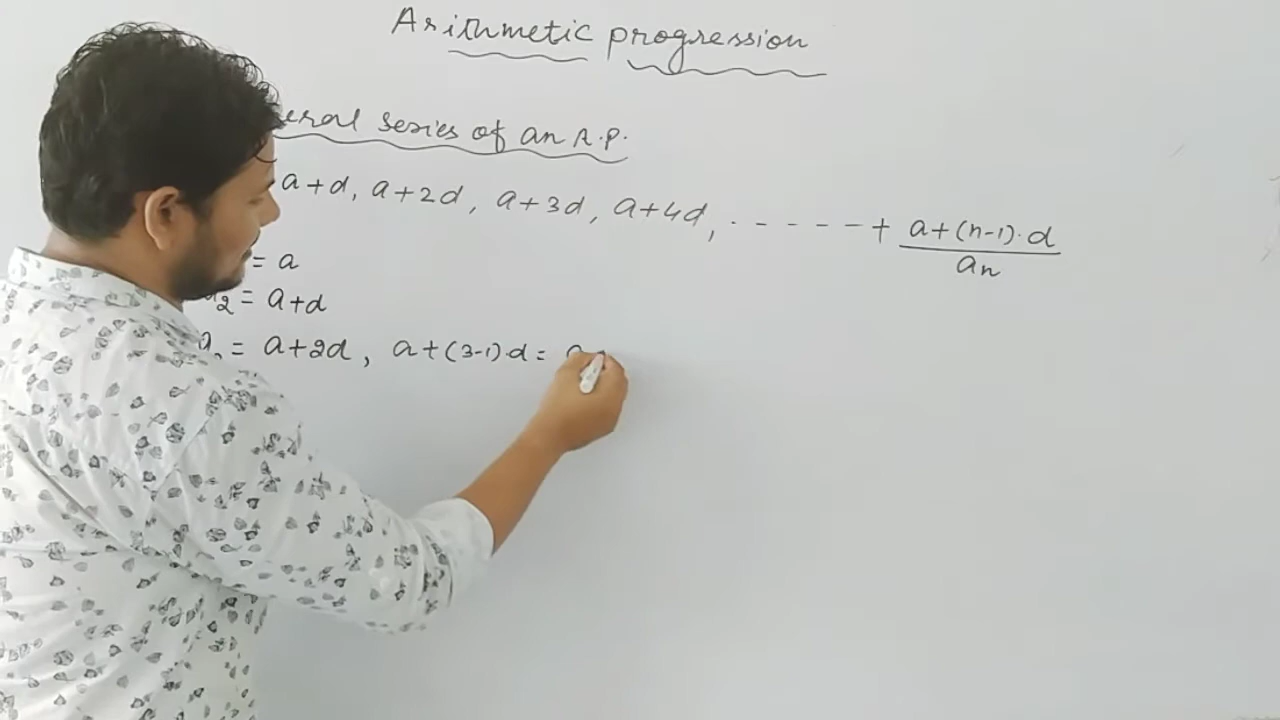 Arithmetic progression
eral series of an A.P.
a+d, a+2d, a+3d, a+4d, ·-----+ a+(n-1)·d
an
= a
2 = a+d
= a+2d, a+(3-1)·d =